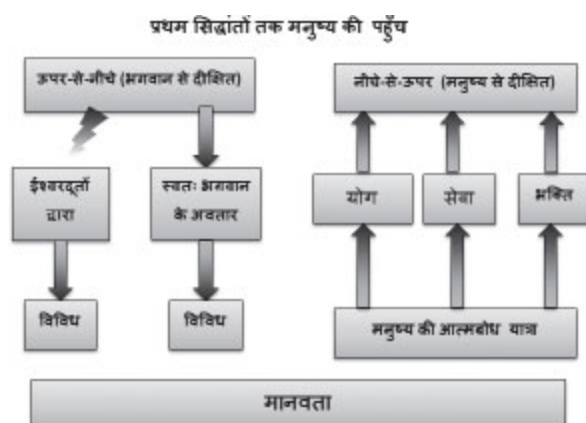 प्रथम सिद्धांतों तक मनुष्य की पहुँच
ऊपर-से-नीचे (भगवान से दीक्षित)
नीचे-से-ऊपर (मनुष्य से दीक्षित)
ईश्वरदूतों
द्वारा
स्वतः भगवान
के अवतार
योग
सेवा
भक्ति
विविध
विविध
मनुष्य की आत्मबोध यात्रा
मानवता